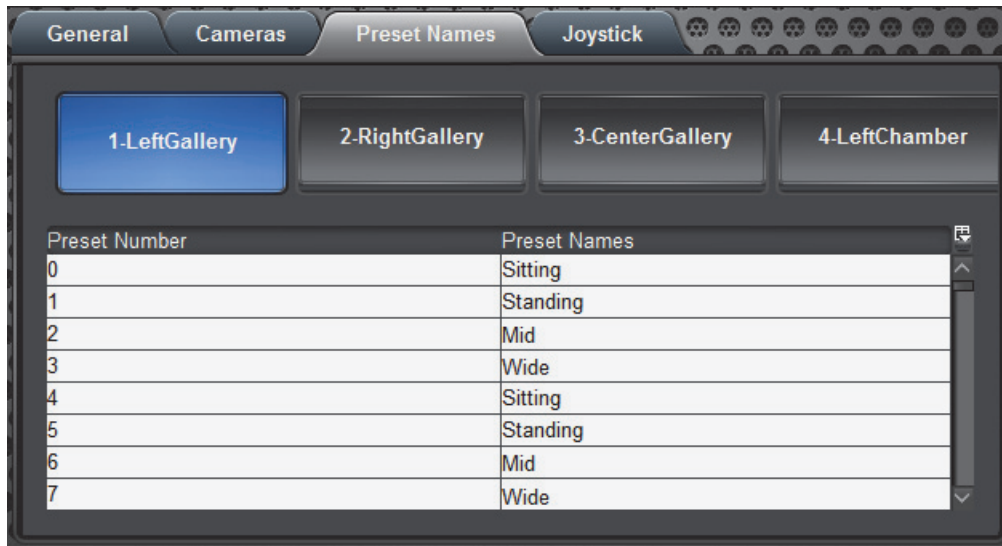 General Cameras Preset Names Joystick
1-LeftGallery 2-RightGallery 3-CenterGallery 4-LeftChamber
Preset Number Preset Names
0 Sitting
1 Standing
2 Mid
3 Wide
4 Sitting
5 Standing
6 Mid
7 Wide